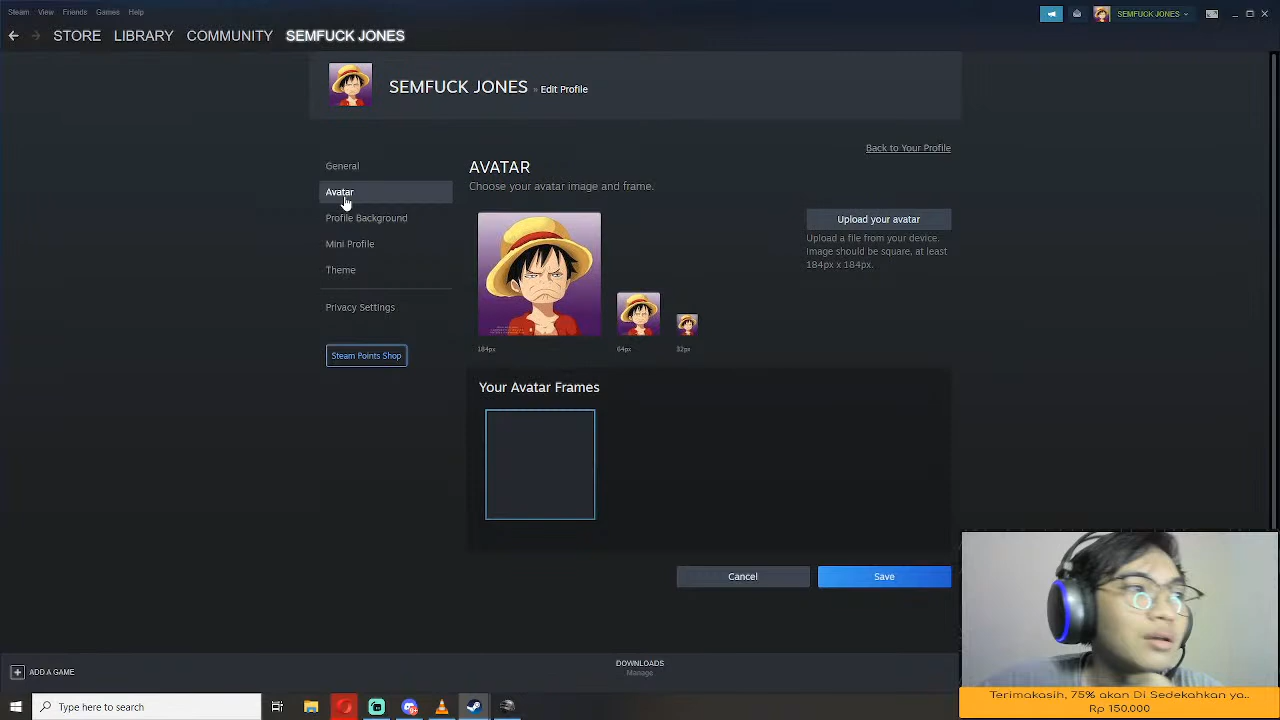 Steam View Friends Games Help
SEMFUCK JONES
STORE LIBRARY COMMUNITY SEMFUCK JONES
SEMFUCK JONES » Edit Profile
Back to Your Profile
General
Avatar
Profile Background
Mini Profile
Theme
Privacy Settings
Steam Points Shop
AVATAR
Choose your avatar image and frame.
Upload your avatar
Upload a file from your device.
Image should be square, at least
184px x 184px.
184px 64px 32px
Your Avatar Frames
Cancel Save
ADD A GAME
DOWNLOADS
Manage
Type here to search
Terimakasih, 75% akan Di Sedekahkan ya..
Rp 150.000